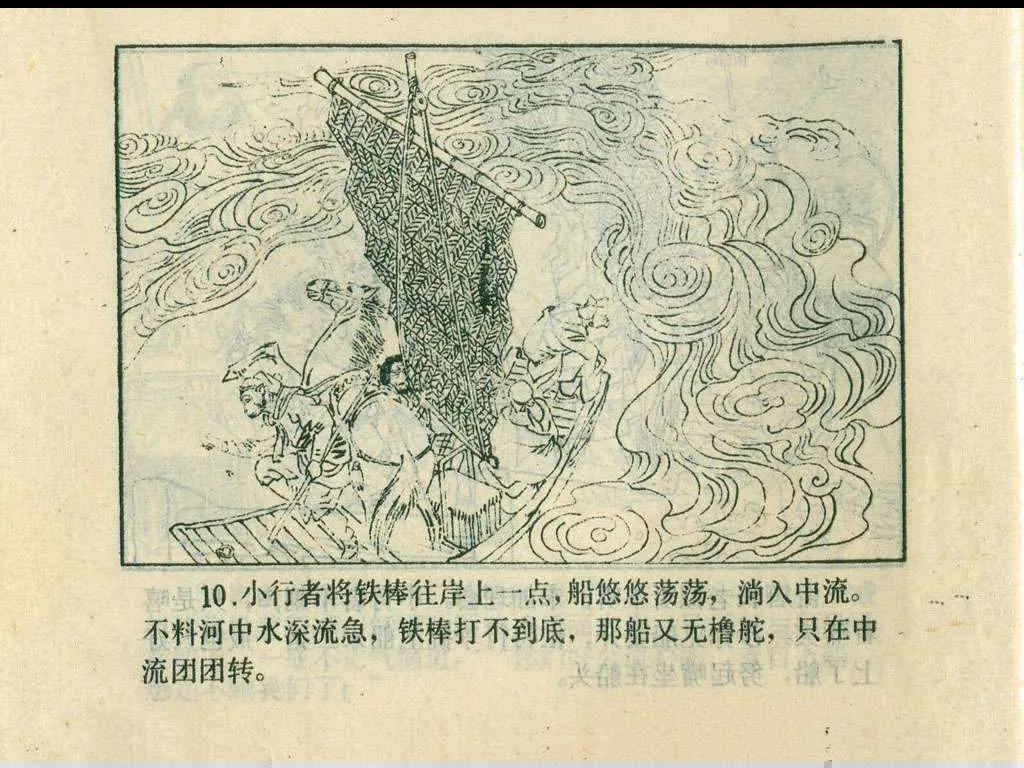 10.小行者将铁棒往岸上一点，船悠悠荡荡，淌入中流。
不料河中水深流急，铁棒打不到底，那船又无橹舵，只在中
流团团转。